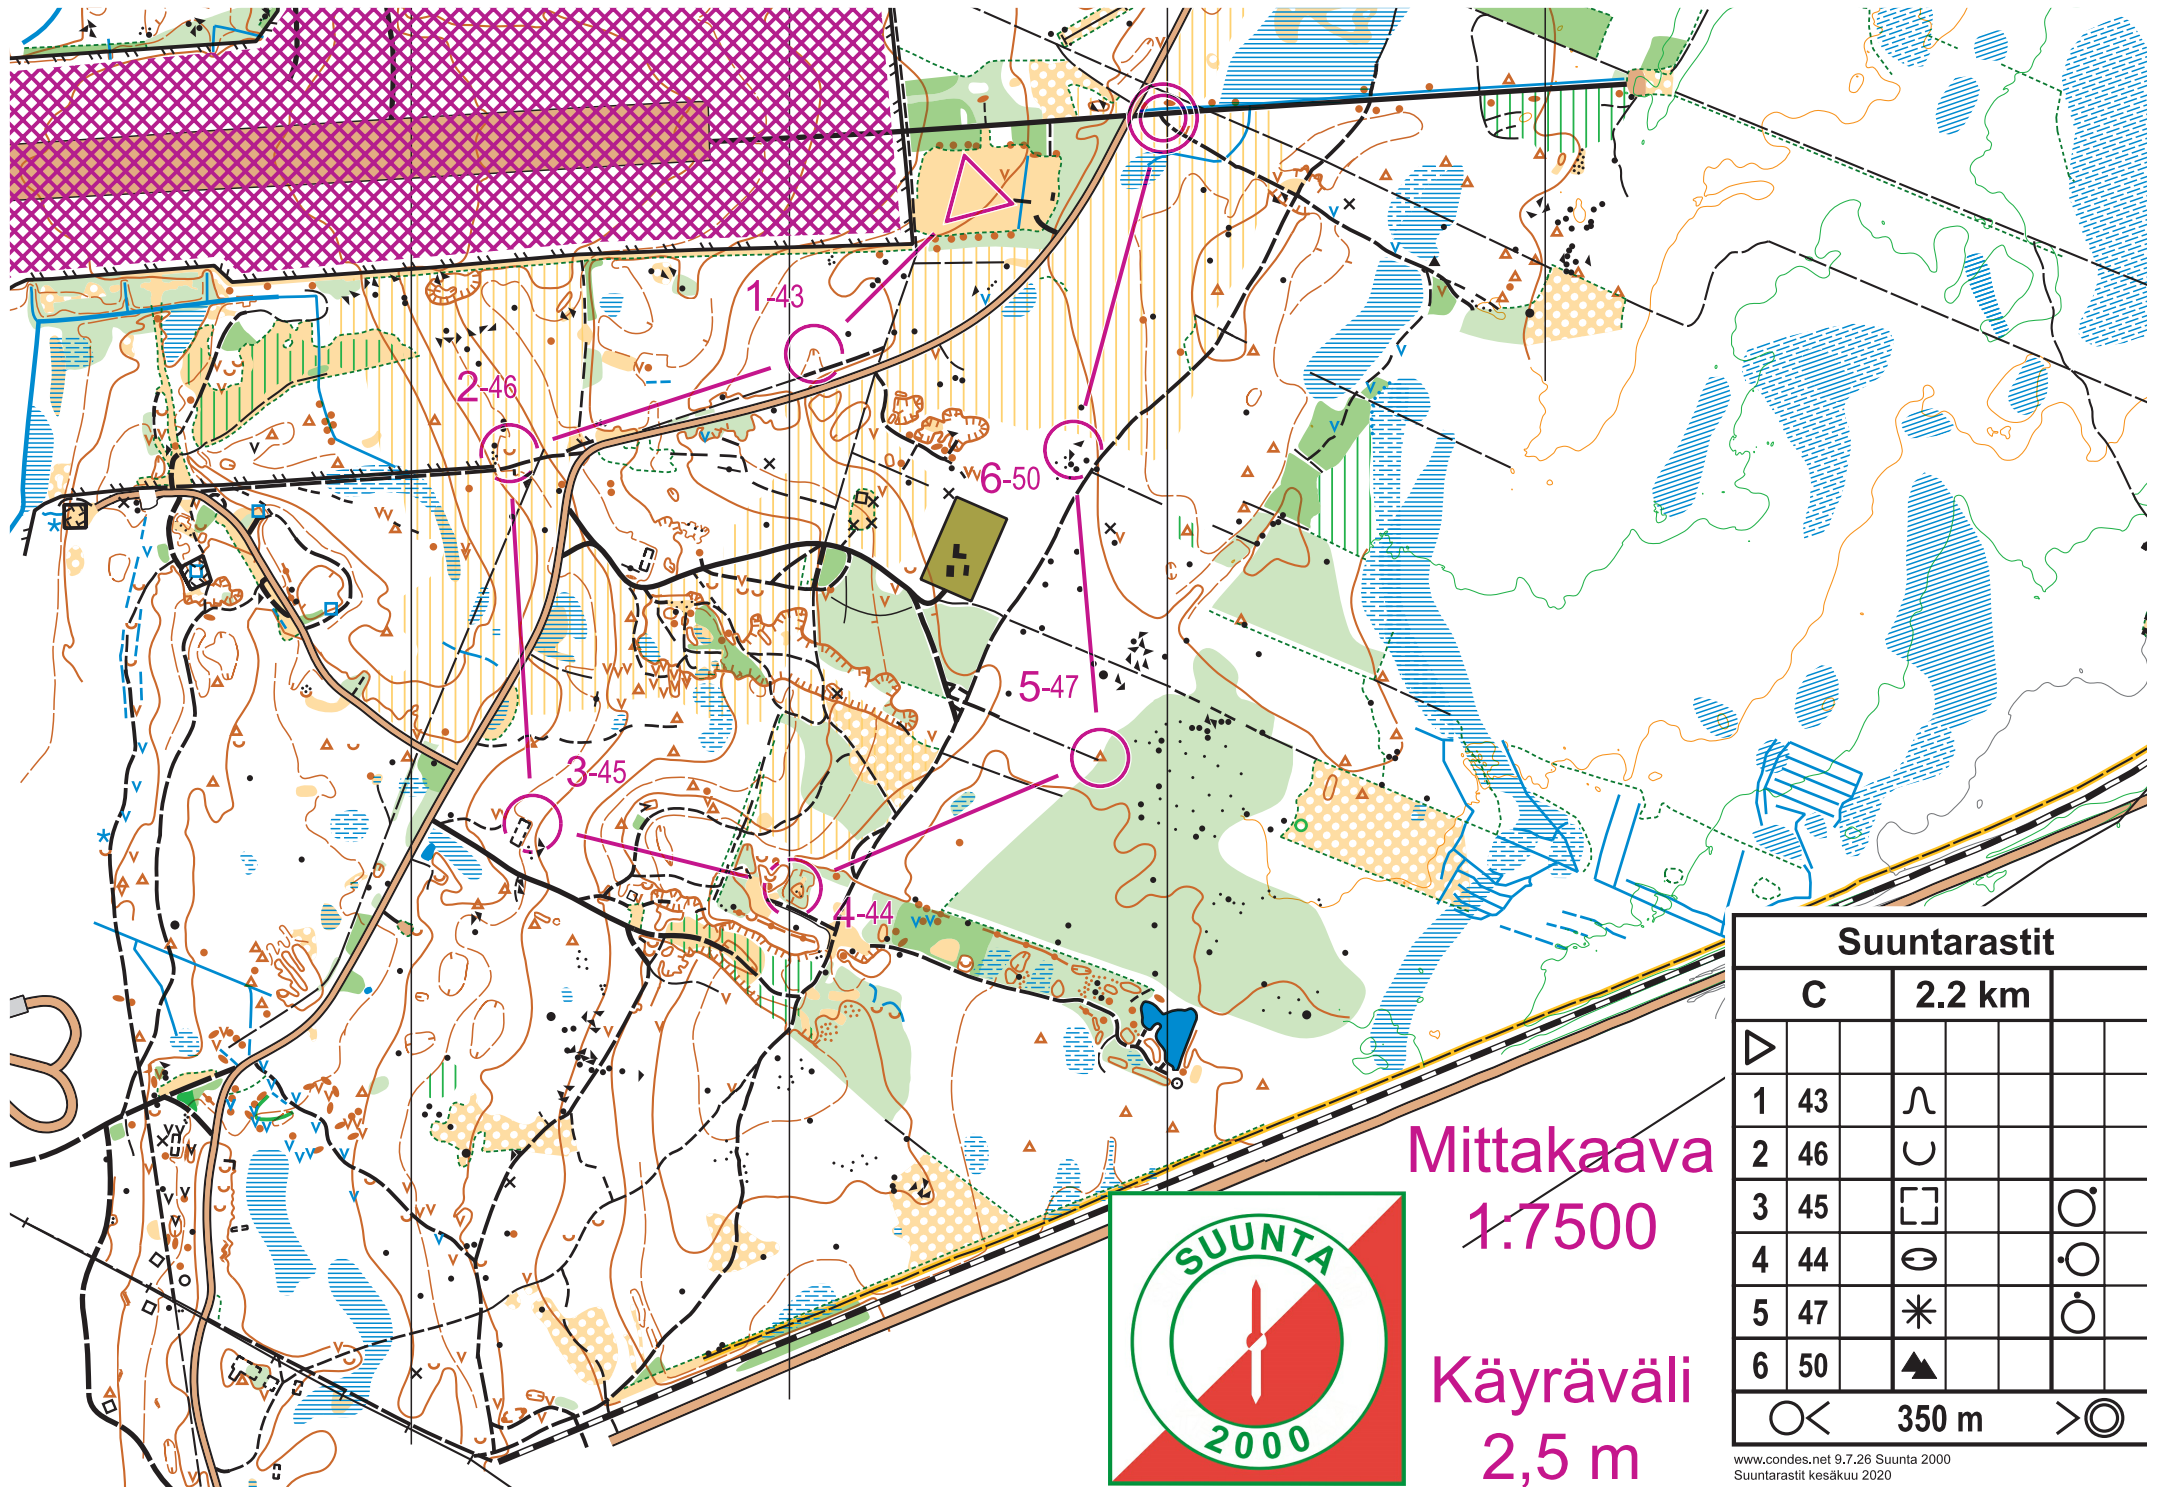 1-43
2-46
6-50
5-47
3-45
4-44
Suuntarastit
C 2.2 km
1 43
2 46
3 45
4 44
5 47
6 50
350 m
Mittakaava
1:7500
Käyräväli
2,5 m
SUUNTA
2000
www.condes.net 9.7.26 Suunta 2000
Suuntarastit kesäkuu 2020